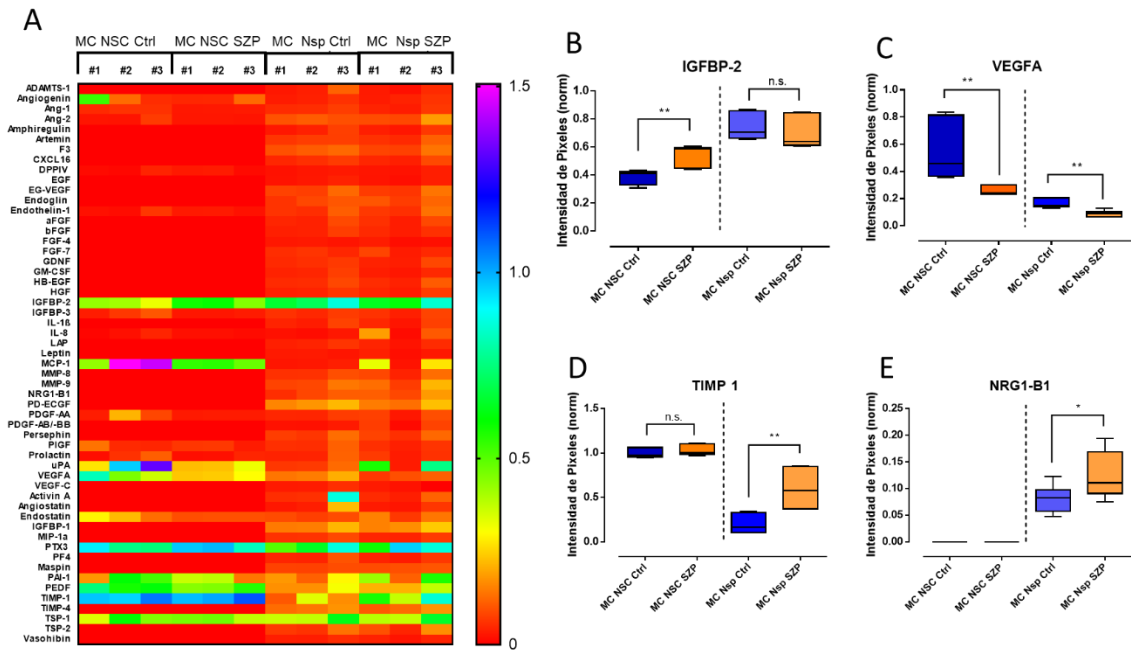 A
MC NSC Ctrl MC NSC SZP MC Nsp Ctrl MC Nsp SZP
#1 #2 #3 #1 #2 #3 #1 #2 #3 #1 #2 #3
ADAMTS-1
Angiogenin
Ang-1
Ang-2
Amphiregulin
Artemin
F3
CXCL16
DPPIV
EGF
EG-VEGF
Endoglin
Endothelin-1
aFGF
bFGF
FGF-4
FGF-7
GDNF
GM-CSF
HB-EGF
HGF
IGFBP-2
IGFBP-3
IL-1ß
IL-8
LAP
Leptin
MCP-1
MMP-8
MMP-9
NRG1-B1
PD-ECGF
PDGF-AA
PDGF-AB/-BB
Persephin
PlGF
Prolactin
uPA
VEGFA
VEGF-C
Activin A
Angiostatin
Endostatin
IGFBP-1
MIP-1a
PTX3
PF4
Maspin
PAI-1
PEDF
TIMP-1
TIMP-4
TSP-1
TSP-2
Vasohibin
1.5
1.0
0.5
0
B
IGFBP-2
Intensidad de Pixeles (norm)
1.0
0.8
0.6
0.4
0.2
0.0
**
n.s.
MC NSC Ctrl
MC NSC SZP
MC Nsp Ctrl
MC Nsp SZP
C
VEGFA
Intensidad de Pixeles (norm)
1.0
0.8
0.6
0.4
0.2
0.0
**
**
MC NSC Ctrl
MC NSC SZP
MC Nsp Ctrl
MC Nsp SZP
D
TIMP 1
Intensidad de Pixeles (norm)
1.5
1.0
0.5
0.0
n.s.
**
MC NSC Ctrl
MC NSC SZP
MC Nsp Ctrl
MC Nsp SZP
E
NRG1-B1
Intensidad de Pixeles (norm)
0.25
0.20
0.15
0.10
0.05
0.00
*
MC NSC Ctrl
MC NSC SZP
MC Nsp Ctrl
MC Nsp SZP